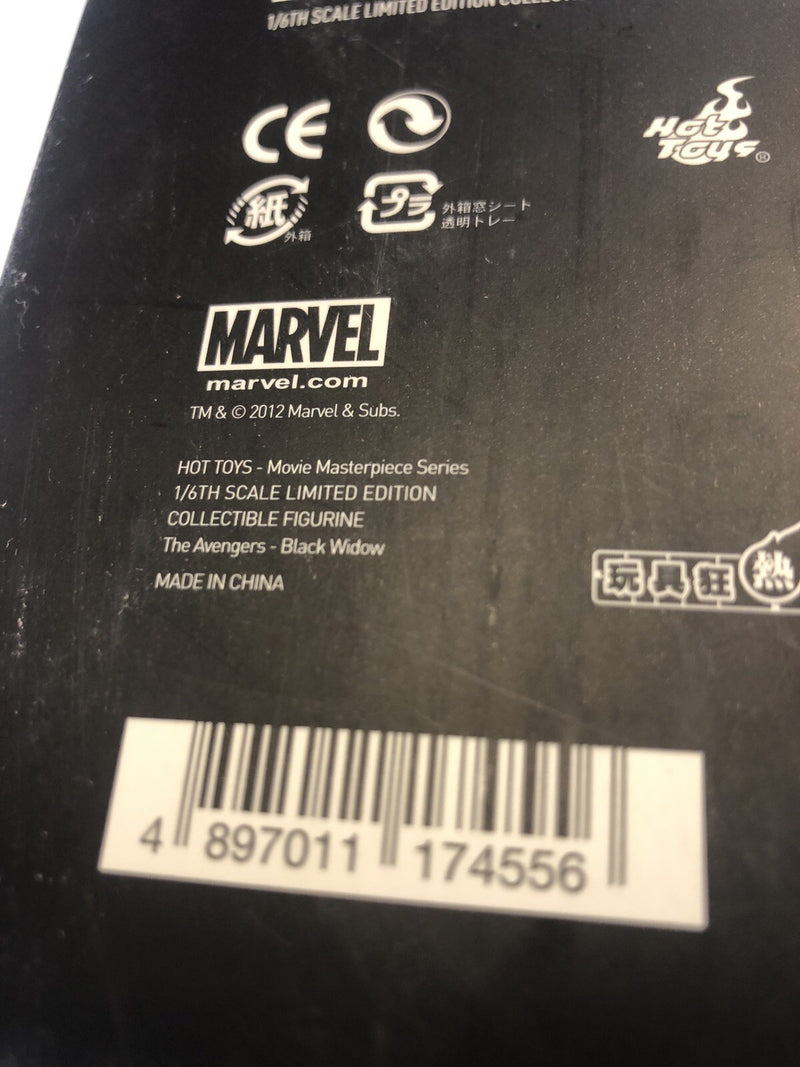 1/6TH SCALE LIMITED EDITION
CE
Hot Toys ®
紙
外箱
プラ
外箱窓シート
透明トレー
MARVEL
marvel.com
TM & © 2012 Marvel & Subs.
HOT TOYS - Movie Masterpiece Series
1/6TH SCALE LIMITED EDITION
COLLECTIBLE FIGURINE
The Avengers - Black Widow
MADE IN CHINA
玩具狂熱
4 897011 174556